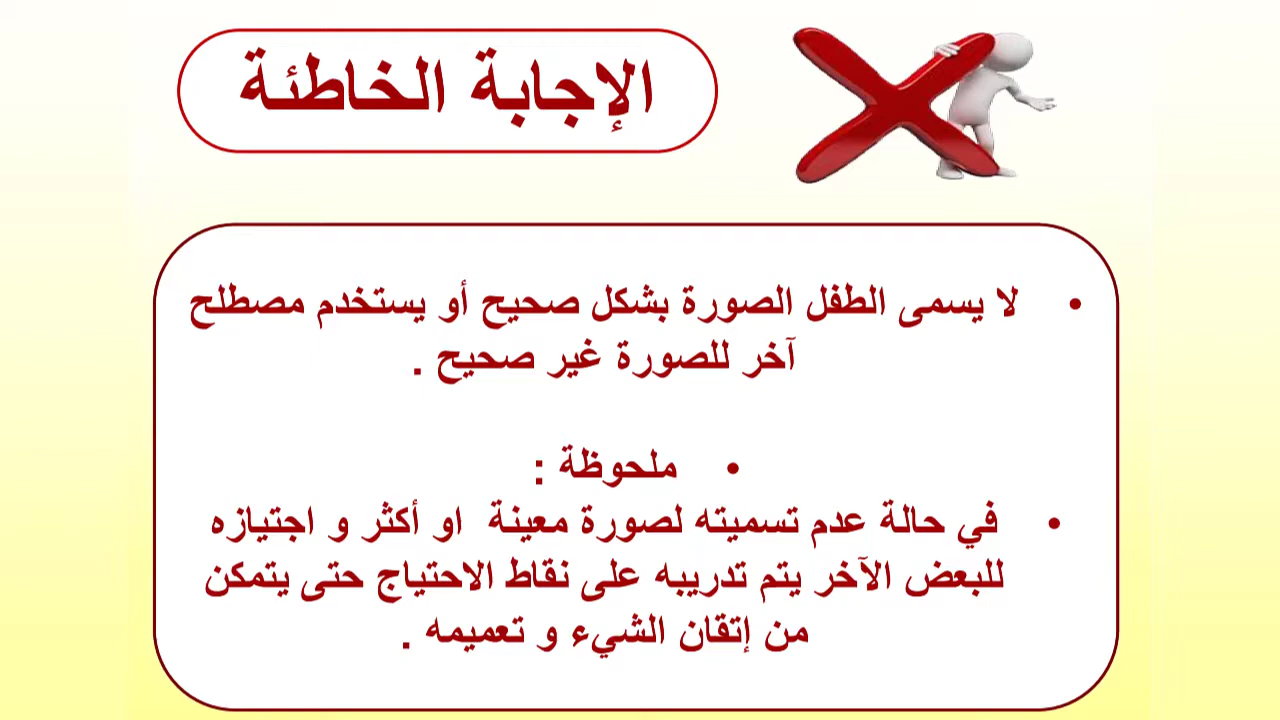 الإجابة الخاطئة
• لا يسمى الطفل الصورة بشكل صحيح أو يستخدم مصطلح
آخر للصورة غير صحيح .
• ملحوظة :
• في حالة عدم تسميته لصورة معينة او أكثر و اجتيازه
للبعض الآخر يتم تدريبه على نقاط الاحتياج حتى يتمكن
من إتقان الشيء و تعميمه .